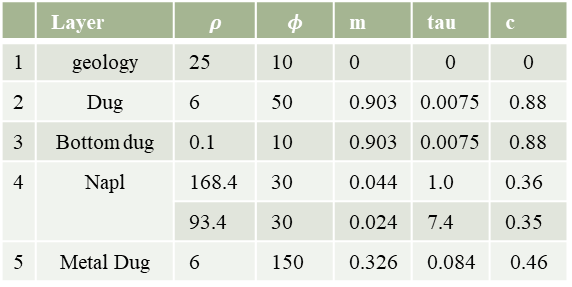 Layer ρ ϕ m tau c
1 geology 25 10 0 0 0
2 Dug 6 50 0.903 0.0075 0.88
3 Bottom dug 0.1 10 0.903 0.0075 0.88
4 Napl 168.4 30 0.044 1.0 0.36
93.4 30 0.024 7.4 0.35
5 Metal Dug 6 150 0.326 0.084 0.46